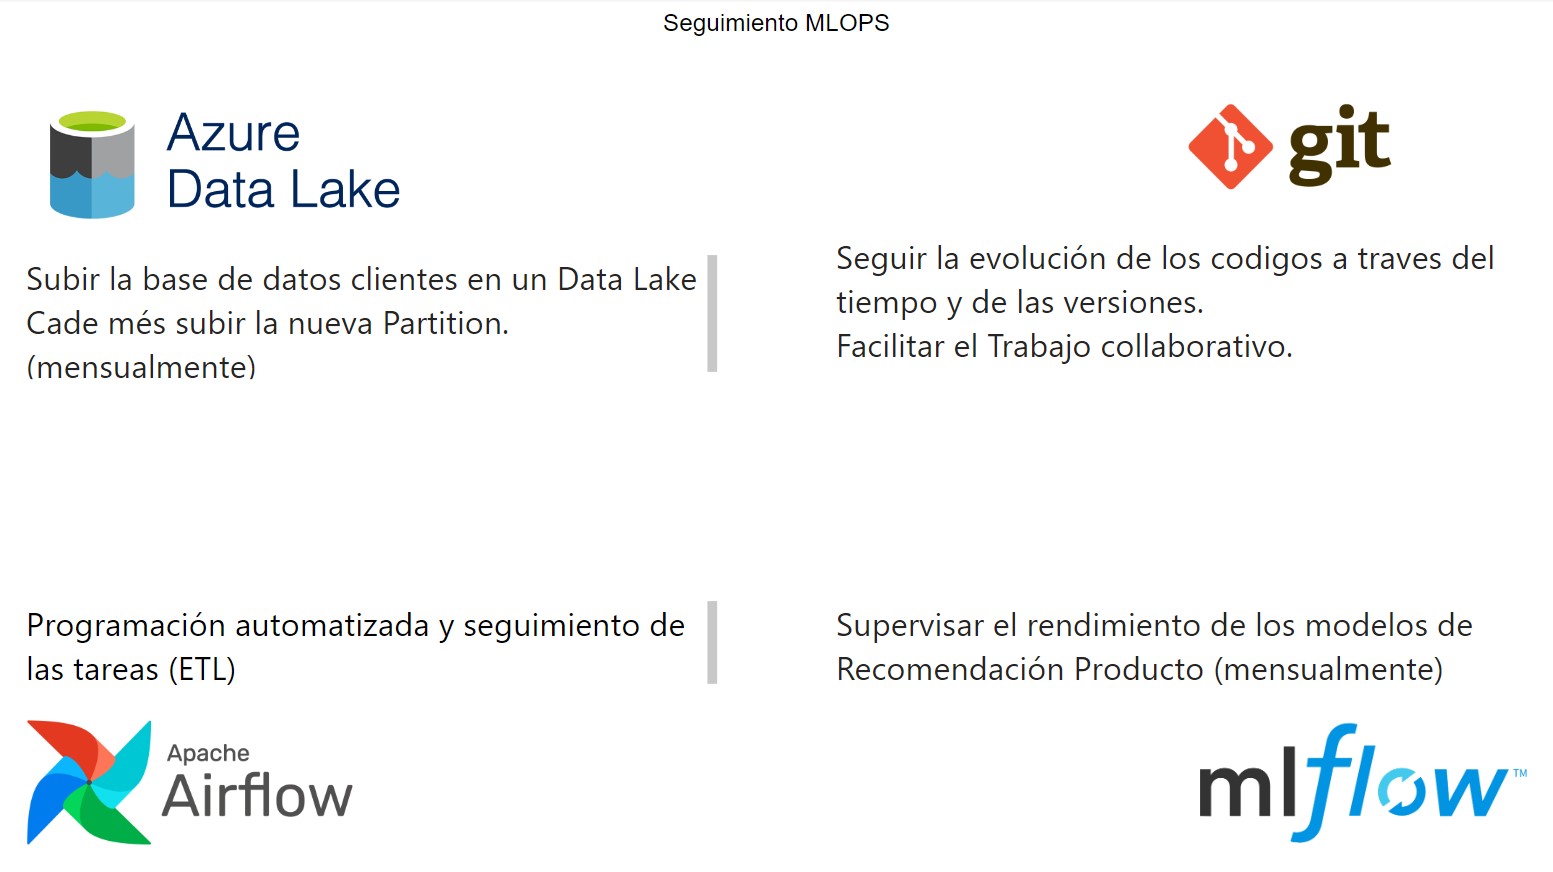 Seguimiento MLOPS
Azure
Data Lake
Subir la base de datos clientes en un Data Lake
Cade més subir la nueva Partition.
(mensualmente)
git
Seguir la evolución de los codigos a traves del
tiempo y de las versiones.
Facilitar el Trabajo collaborativo.
Programación automatizada y seguimiento de
las tareas (ETL)
Apache
Airflow
Supervisar el rendimiento de los modelos de
Recomendación Producto (mensualmente)
mlflow™